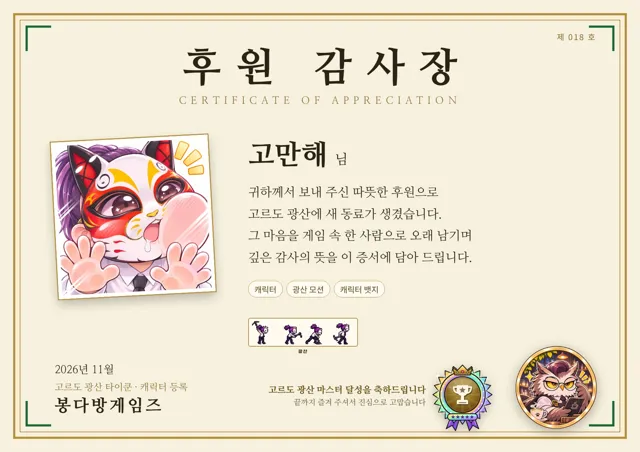 제 018 호
후원 감사장
CERTIFICATE OF APPRECIATION
고만해 님
귀하께서 보내 주신 따뜻한 후원으로
고르도 광산에 새 동료가 생겼습니다.
그 마음을 게임 속 한 사람으로 오래 남기며
깊은 감사의 뜻을 이 증서에 담아 드립니다.
캐릭터 광산 모션 캐릭터 뱃지
광산
2026년 11월
고르도 광산 타이쿤 · 캐릭터 등록
봉다방게임즈
고르도 광산 마스터 달성을 축하드립니다
끝까지 즐겨 주셔서 진심으로 고맙습니다